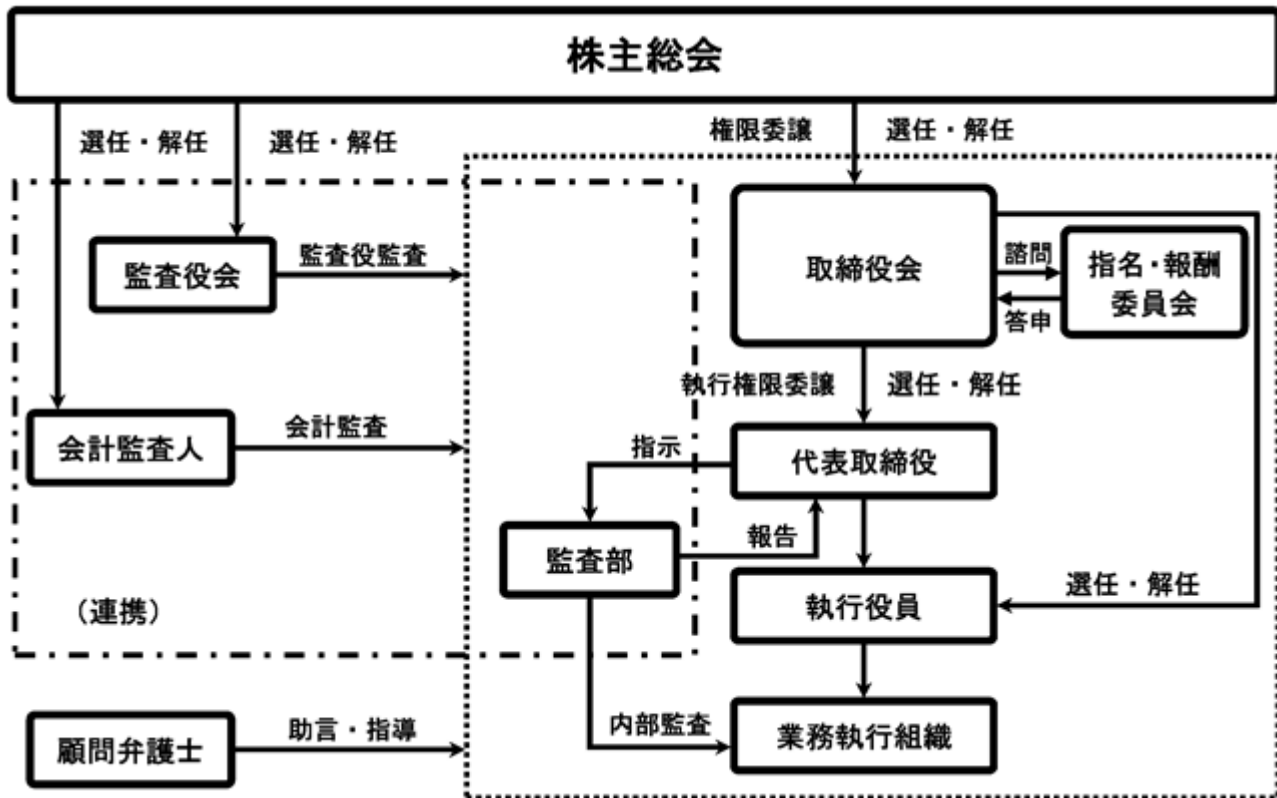 株主総会
選任・解任
選任・解任
権限委譲
選任・解任
監査役会
監査役監査
取締役会
諮問
答申
指名・報酬
委員会
執行権限委譲
選任・解任
会計監査人
会計監査
指示
代表取締役
監査部
報告
執行役員
選任・解任
（連携）
顧問弁護士
助言・指導
内部監査
業務執行組織